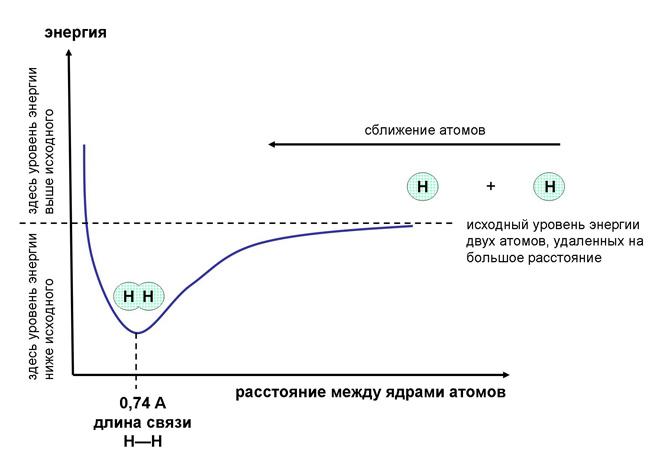 энергия
здесь уровень энергии
выше исходного
сближение атомов
H
+
H
исходный уровень энергии
двух атомов, удаленных на
большое расстояние
здесь уровень энергии
ниже исходного
H H
расстояние между ядрами атомов
0,74 А
длина связи
Н—Н